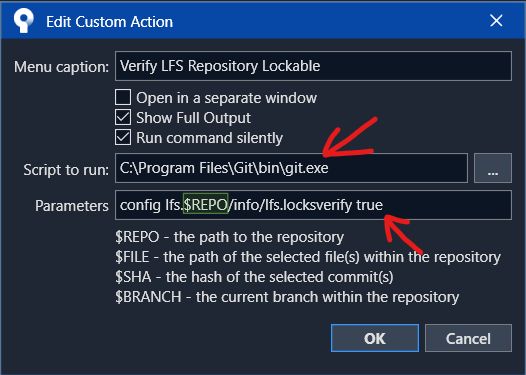 Edit Custom Action
Menu caption: Verify LFS Repository Lockable
Open in a separate window
Show Full Output
Run command silently
Script to run: C:\Program Files\Git\bin\git.exe ...
Parameters config lfs.$REPO/info/lfs.locksverify true
$REPO - the path to the repository
$FILE - the path of the selected file(s) within the repository
$SHA - the hash of the selected commit(s)
$BRANCH - the current branch within the repository
OK Cancel